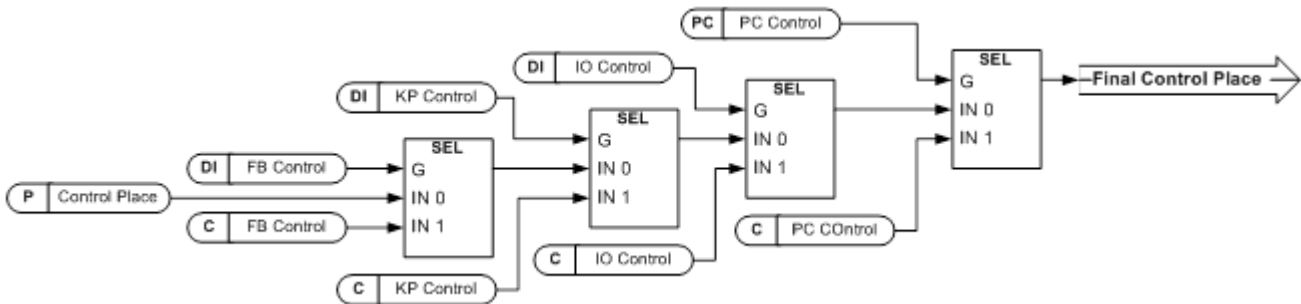 PC PC Control
SEL
G
IN 0
IN 1
Final Control Place
DI IO Control
SEL
G
IN 0
IN 1
DI KP Control
SEL
G
IN 0
IN 1
SEL
G
IN 0
IN 1
DI FB Control
P Control Place
C FB Control
C PC COntrol
C IO Control
C KP Control